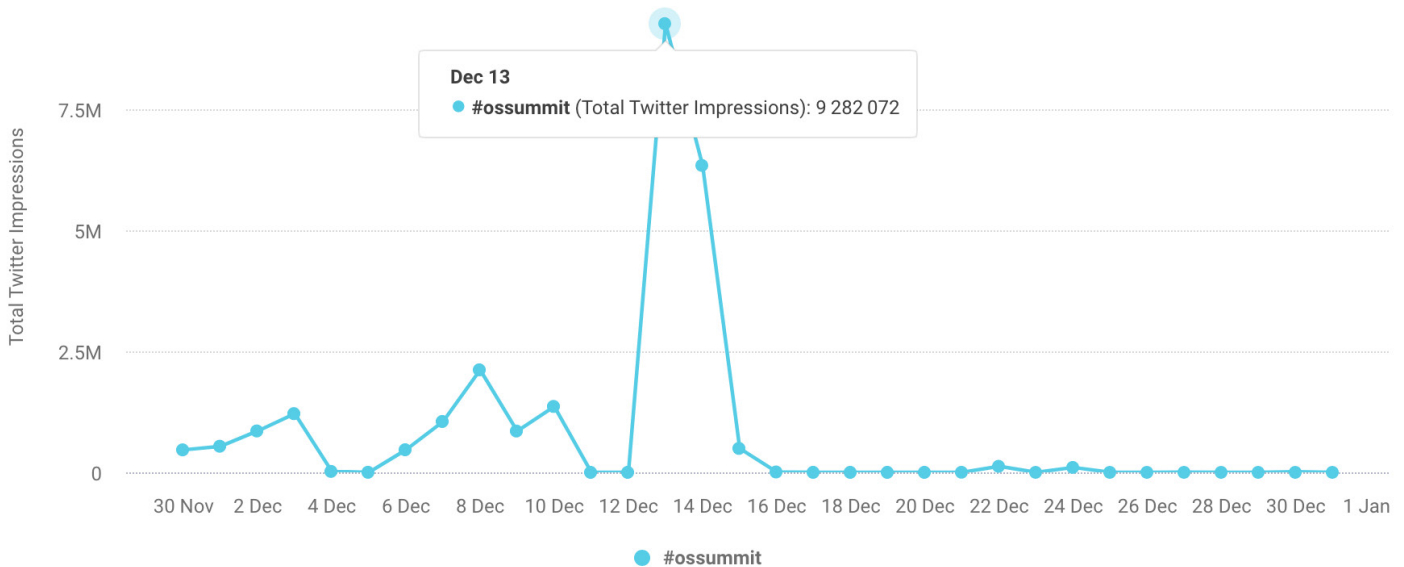 Dec 13
#ossummit (Total Twitter Impressions): 9 282 072
Total Twitter Impressions
7.5M
5M
2.5M
0
30 Nov 2 Dec 4 Dec 6 Dec 8 Dec 10 Dec 12 Dec 14 Dec 16 Dec 18 Dec 20 Dec 22 Dec 24 Dec 26 Dec 28 Dec 30 Dec 1 Jan
#ossummit